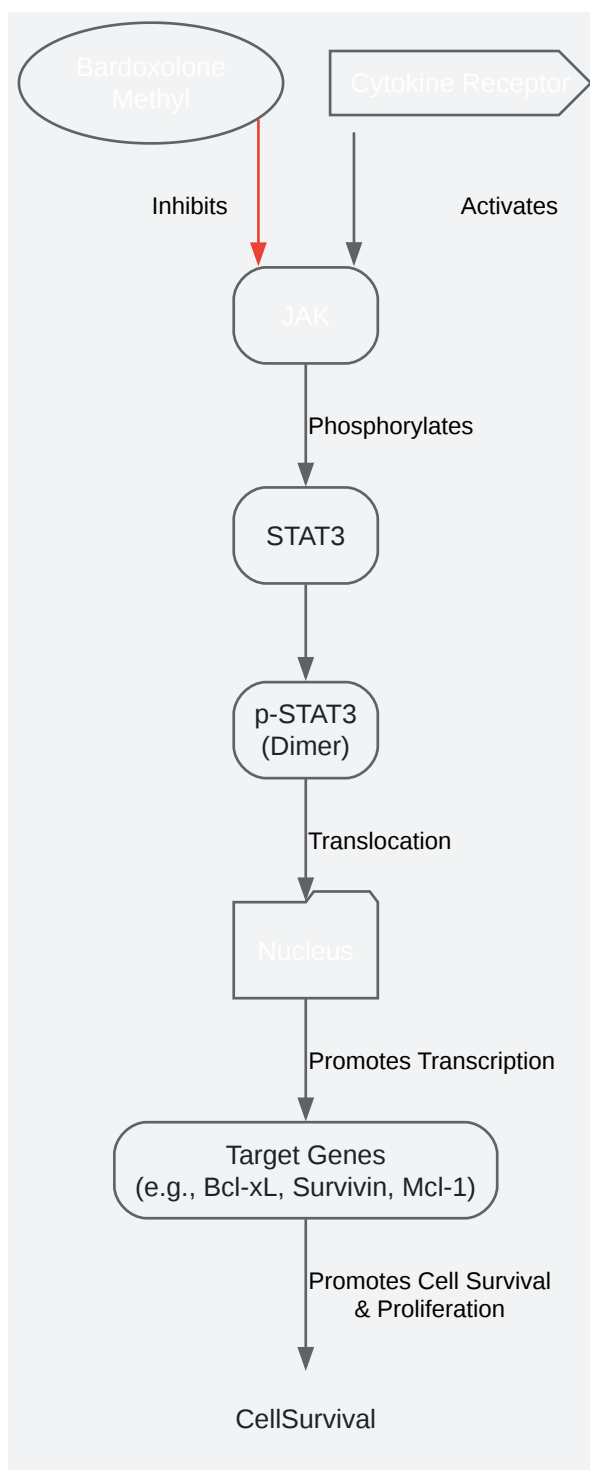 Bardoxolone
Methyl
Cytokine Receptor
Inhibits
Activates
JAK
Phosphorylates
STAT3
p-STAT3
(Dimer)
Translocation
Nucleus
Promotes Transcription
Target Genes
(e.g., Bcl-xL, Survivin, Mcl-1)
Promotes Cell Survival
& Proliferation
CellSurvival